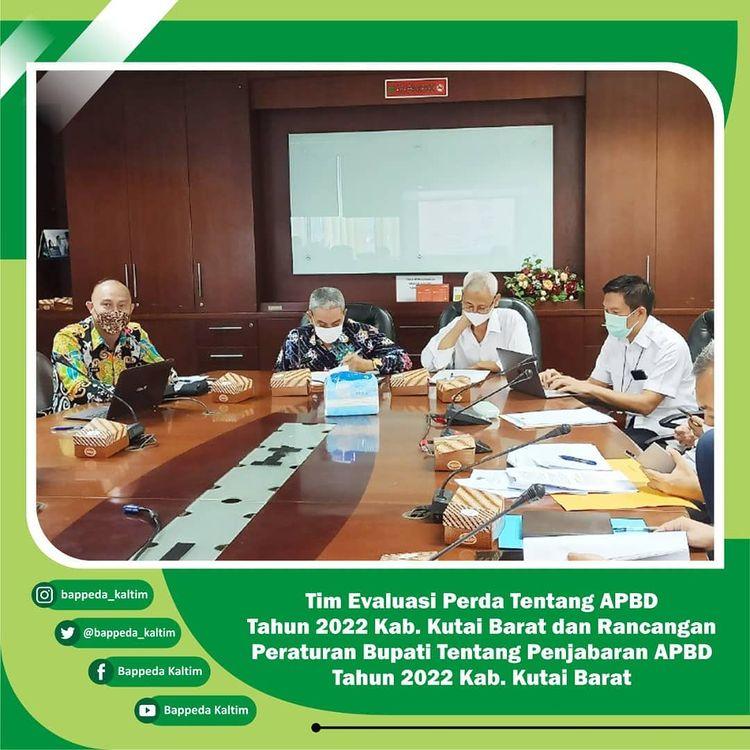 bappeda_kaltim
@bappeda_kaltim
Bappeda Kaltim
Bappeda Kaltim
Tim Evaluasi Perda Tentang APBD
Tahun 2022 Kab. Kutai Barat dan Rancangan
Peraturan Bupati Tentang Penjabaran APBD
Tahun 2022 Kab. Kutai Barat